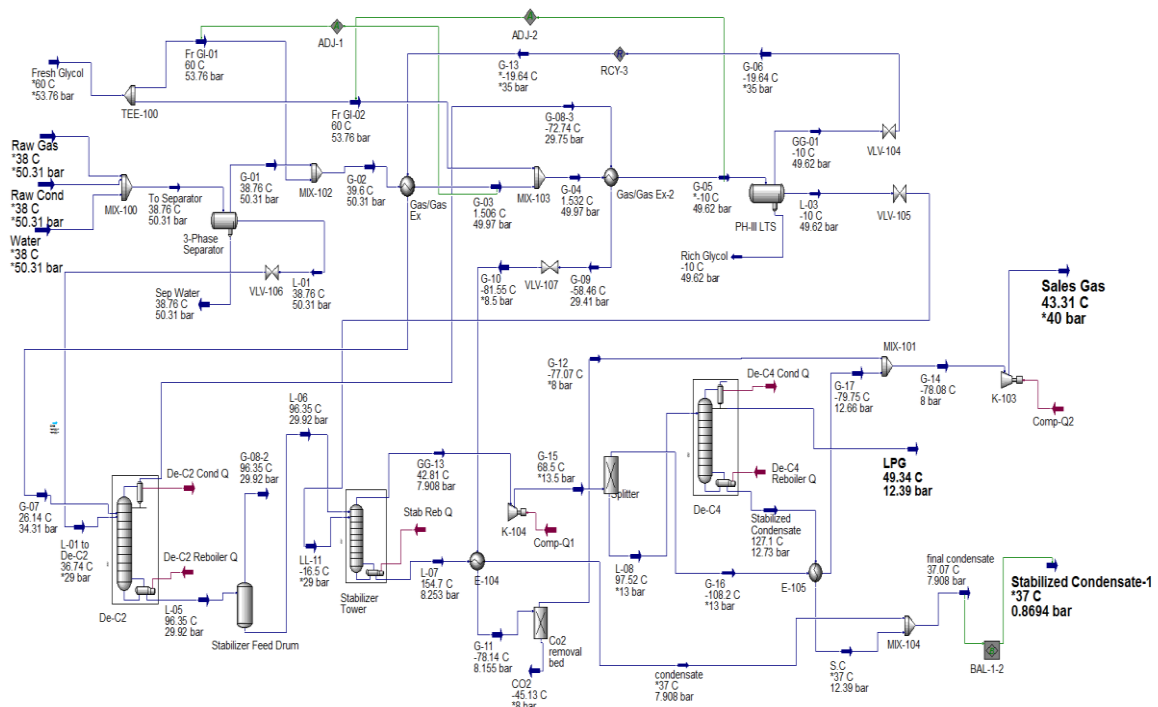 ADJ-1
ADJ-2
Fr Gl-01
60 C
53.76 bar
Fresh Glycol
*60 C
*53.76 bar
TEE-100
Fr Gl-02
60 C
53.76 bar
G-13
*-19.64 C
*35 bar
RCY-3
G-06
-19.64 C
*35 bar
G-08-3
-72.74 C
29.75 bar
GG-01
-10 C
49.62 bar
VLV-104
Raw Gas
*38 C
*50.31 bar
Raw Cond
*38 C
*50.31 bar
Water
*38 C
*50.31 bar
MIX-100
To Separator
38.76 C
50.31 bar
G-01
38.76 C
50.31 bar
MIX-102
G-02
39.6 C
50.31 bar
Gas/Gas
Ex
G-03
1.506 C
49.97 bar
MIX-103
G-04
1.532 C
49.97 bar
Gas/Gas Ex-2
G-05
*-10 C
49.62 bar
PH-III LTS
L-03
-10 C
49.62 bar
VLV-105
Rich Glycol
-10 C
49.62 bar
3-Phase
Separator
VLV-106
L-01
38.76 C
50.31 bar
Sep Water
38.76 C
50.31 bar
G-10
-81.55 C
*8.5 bar
VLV-107
G-09
-58.46 C
29.41 bar
Sales Gas
43.31 C
*40 bar
G-12
-77.07 C
*8 bar
MIX-101
G-17
-79.75 C
12.66 bar
G-14
-78.08 C
8 bar
K-103
Comp-Q2
De-C4 Cond Q
De-C4
Reboiler Q
De-C4
LPG
49.34 C
12.39 bar
L-06
96.35 C
29.92 bar
G-08-2
96.35 C
29.92 bar
GG-13
42.81 C
7.908 bar
G-15
68.5 C
*13.5 bar
Splitter
K-104
Comp-Q1
Stab Reb Q
De-C2 Cond Q
G-07
26.14 C
34.31 bar
L-01 to
De-C2
36.74 C
*29 bar
De-C2 Reboiler Q
De-C2
L-05
96.35 C
29.92 bar
Stabilizer Feed Drum
LL-11
-16.5 C
*29 bar
Stabilizer
Tower
L-07
154.7 C
8.253 bar
E-104
L-08
97.52 C
*13 bar
G-16
-108.2 C
*13 bar
Stabilized
Condensate
127.1 C
12.73 bar
E-105
final condensate
37.07 C
7.908 bar
Stabilized Condensate-1
*37 C
0.8694 bar
G-11
-78.14 C
8.155 bar
Co2
removal
bed
CO2
-45.13 C
*8 bar
condensate
*37 C
7.908 bar
S.C
*37 C
12.39 bar
MIX-104
BAL-1-2